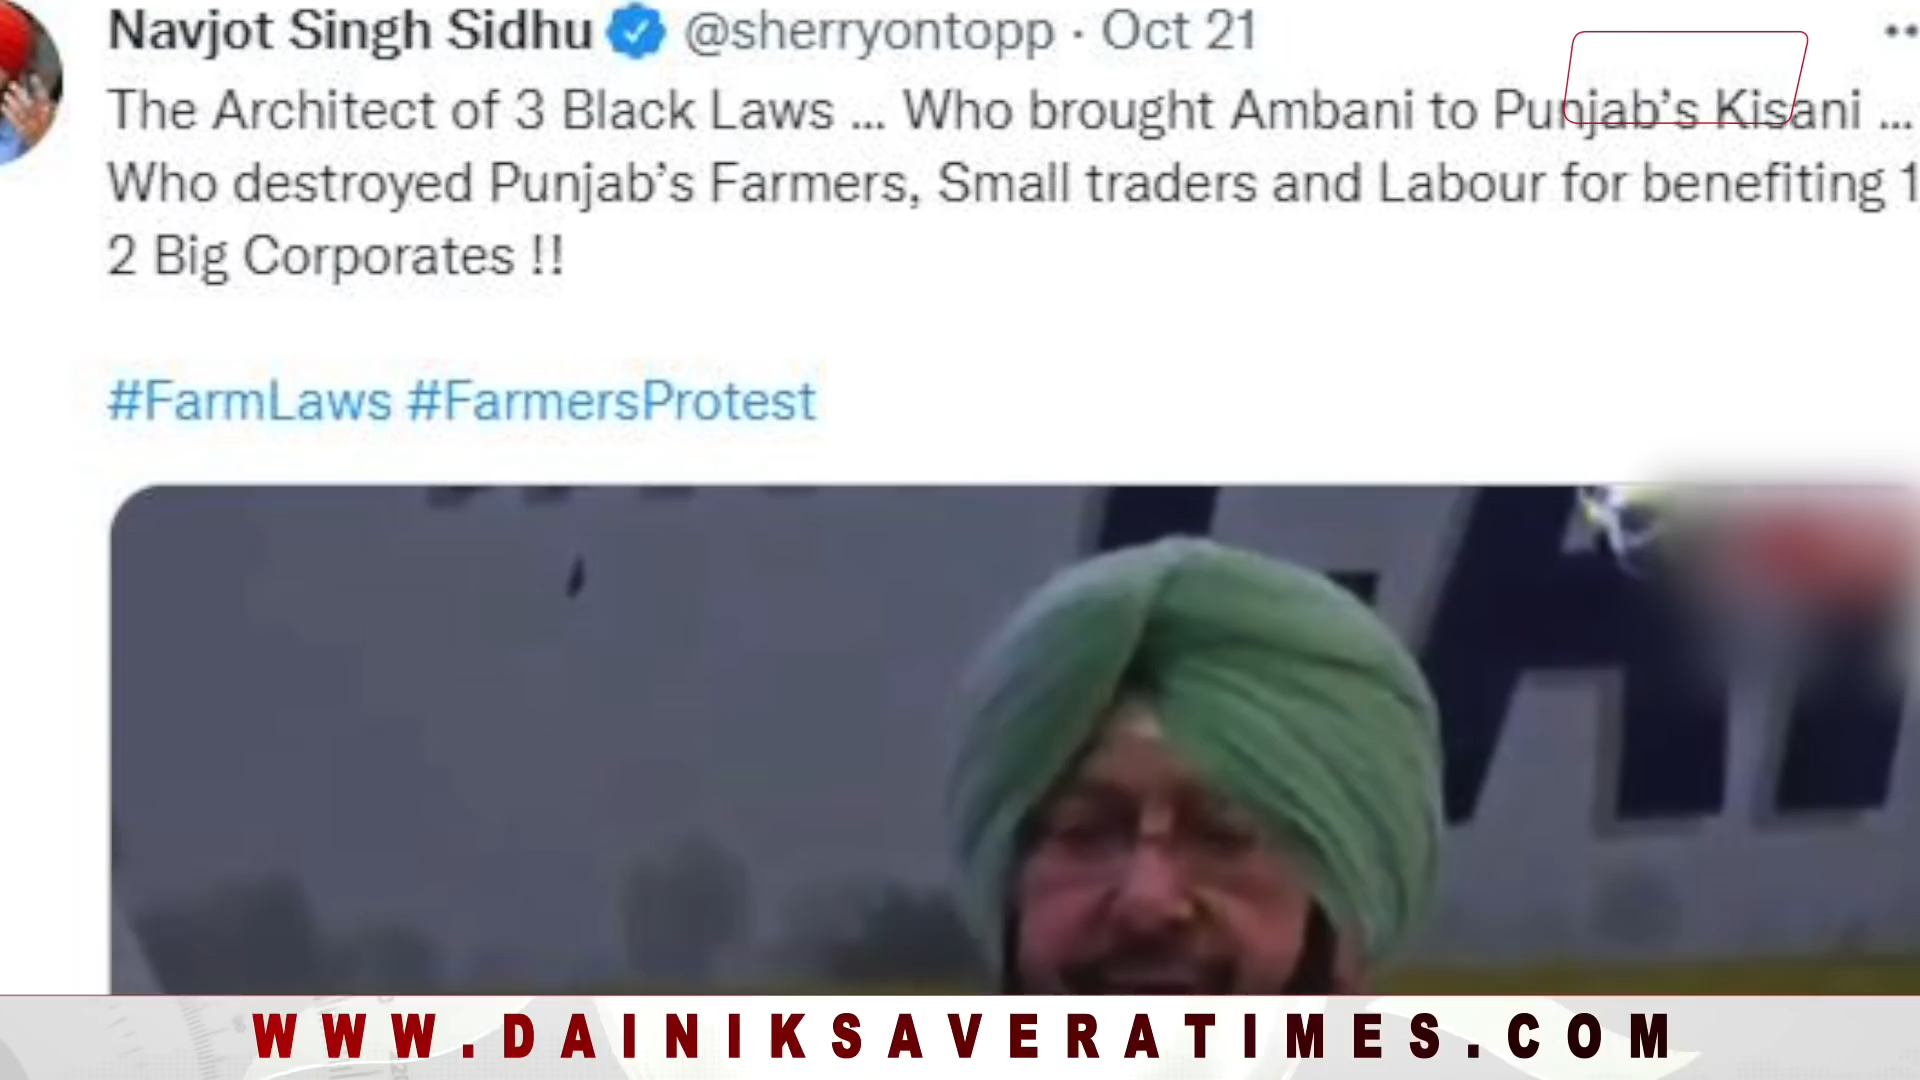 Navjot Singh Sidhu @sherryontopp · Oct 21
The Architect of 3 Black Laws ... Who brought Ambani to Punjab's Kisani ...
Who destroyed Punjab's Farmers, Small traders and Labour for benefiting 1
2 Big Corporates !!
#FarmLaws #FarmersProtest
WWW.DAINIKSAVERATIMES.COM